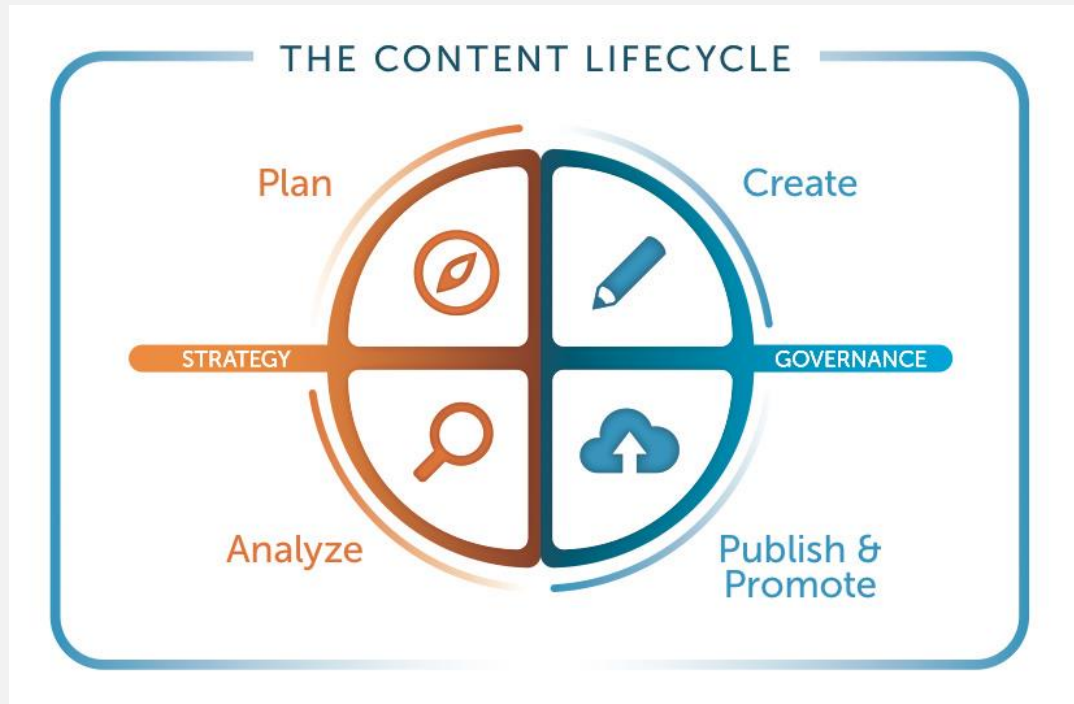 THE CONTENT LIFECYCLE
Plan
Create
STRATEGY
GOVERNANCE
Analyze
Publish &
Promote